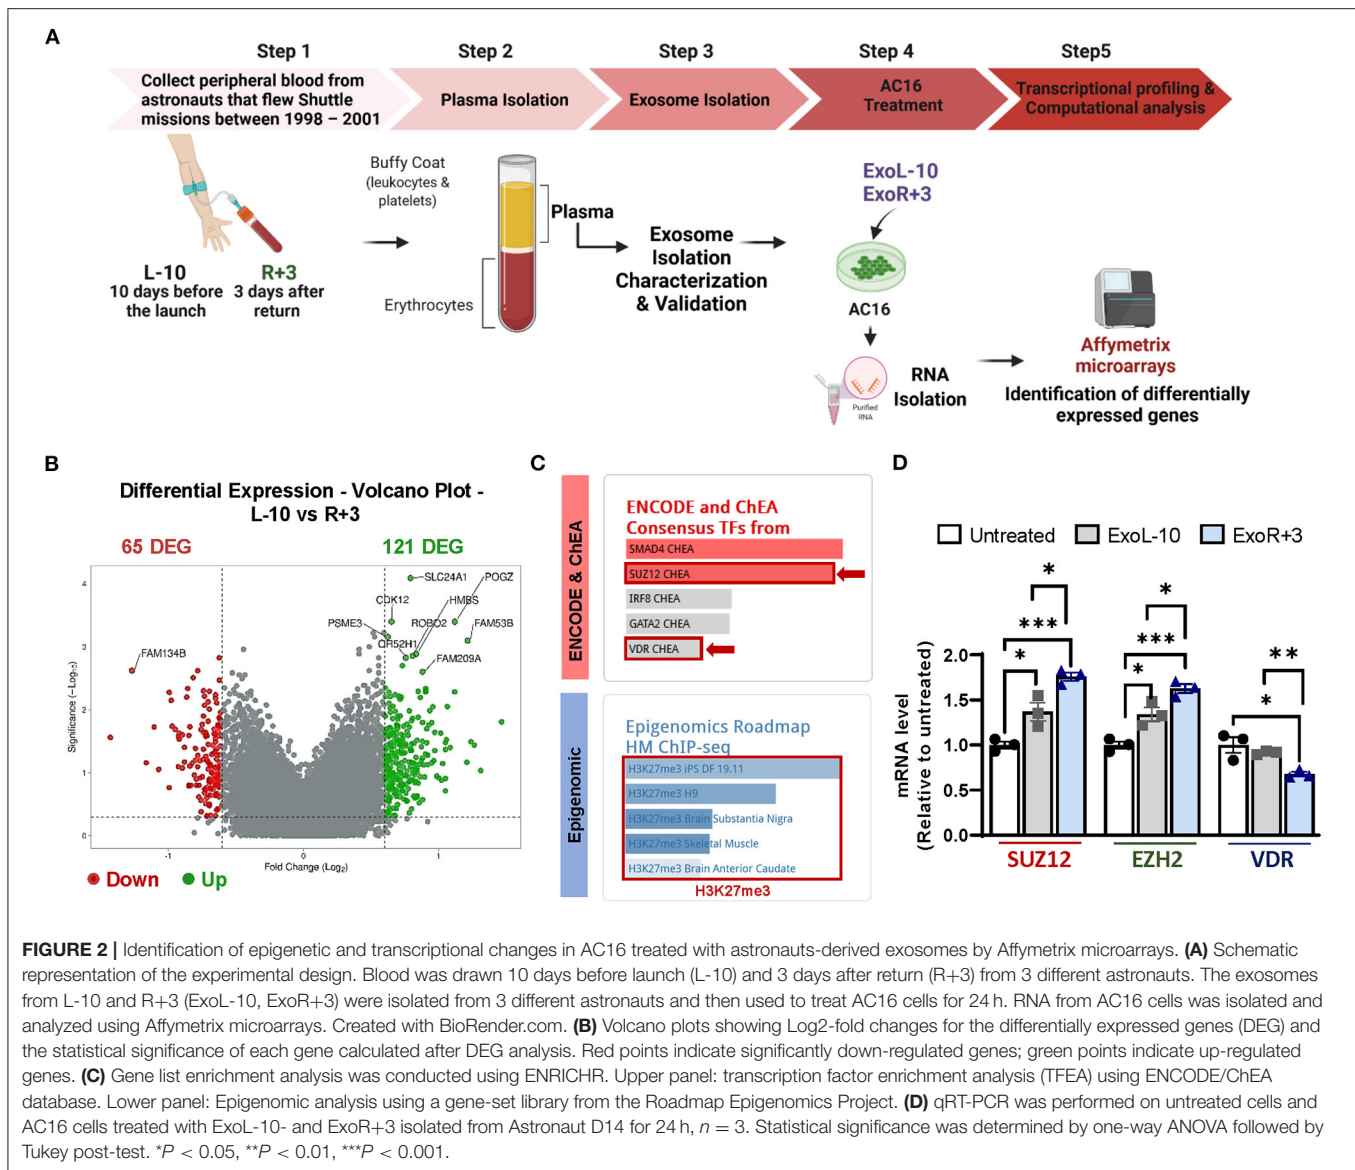 A
Step 1
Step 2
Step 3
Step 4
Step5
Collect peripheral blood from
astronauts that flew Shuttle
missions between 1998 – 2001
Plasma Isolation
Exosome Isolation
AC16
Treatment
Transcriptional profiling &
Computational analysis
Buffy Coat
(leukocytes &
platelets)
Plasma
Erythrocytes
L-10
10 days before
the launch
R+3
3 days after
return
Exosome
Isolation
Characterization
& Validation
ExoL-10
ExoR+3
AC16
Purified
RNA
RNA
Isolation
Affymetrix
microarrays
Identification of differentially
expressed genes
B
Differential Expression - Volcano Plot -
L-10 vs R+3
65 DEG
121 DEG
SLC24A1
POGZ
CDK12
HMBS
PSME3
ROBO2
FAM53B
OR52H1
FAM134B
FAM209A
Significance (−Log10)
4
3
2
1
0
-1
0
1
Fold Change (Log2)
Down
Up
C
ENCODE & ChEA
ENCODE and ChEA
Consensus TFs from
SMAD4 CHEA
SUZ12 CHEA
IRF8 CHEA
GATA2 CHEA
VDR CHEA
Epigenomic
Epigenomics Roadmap
HM ChIP-seq
H3K27me3 iPS DF 19.11
H3K27me3 H9
H3K27me3 Brain Substantia Nigra
H3K27me3 Skeletal Muscle
H3K27me3 Brain Anterior Caudate
H3K27me3
D
Untreated
ExoL-10
ExoR+3
mRNA level
(Relative to untreated)
2.0
1.5
1.0
0.5
0.0
*
***
*
*
***
*
**
*
SUZ12
EZH2
VDR
FIGURE 2 | Identification of epigenetic and transcriptional changes in AC16 treated with astronauts-derived exosomes by Affymetrix microarrays. (A) Schematic
representation of the experimental design. Blood was drawn 10 days before launch (L-10) and 3 days after return (R+3) from 3 different astronauts. The exosomes
from L-10 and R+3 (ExoL-10, ExoR+3) were isolated from 3 different astronauts and then used to treat AC16 cells for 24 h. RNA from AC16 cells was isolated and
analyzed using Affymetrix microarrays. Created with BioRender.com. (B) Volcano plots showing Log2-fold changes for the differentially expressed genes (DEG) and
the statistical significance of each gene calculated after DEG analysis. Red points indicate significantly down-regulated genes; green points indicate up-regulated
genes. (C) Gene list enrichment analysis was conducted using ENRICHR. Upper panel: transcription factor enrichment analysis (TFEA) using ENCODE/ChEA
database. Lower panel: Epigenomic analysis using a gene-set library from the Roadmap Epigenomics Project. (D) qRT-PCR was performed on untreated cells and
AC16 cells treated with ExoL-10- and ExoR+3 isolated from Astronaut D14 for 24 h, n = 3. Statistical significance was determined by one-way ANOVA followed by
Tukey post-test. *P < 0.05, **P < 0.01, ***P < 0.001.